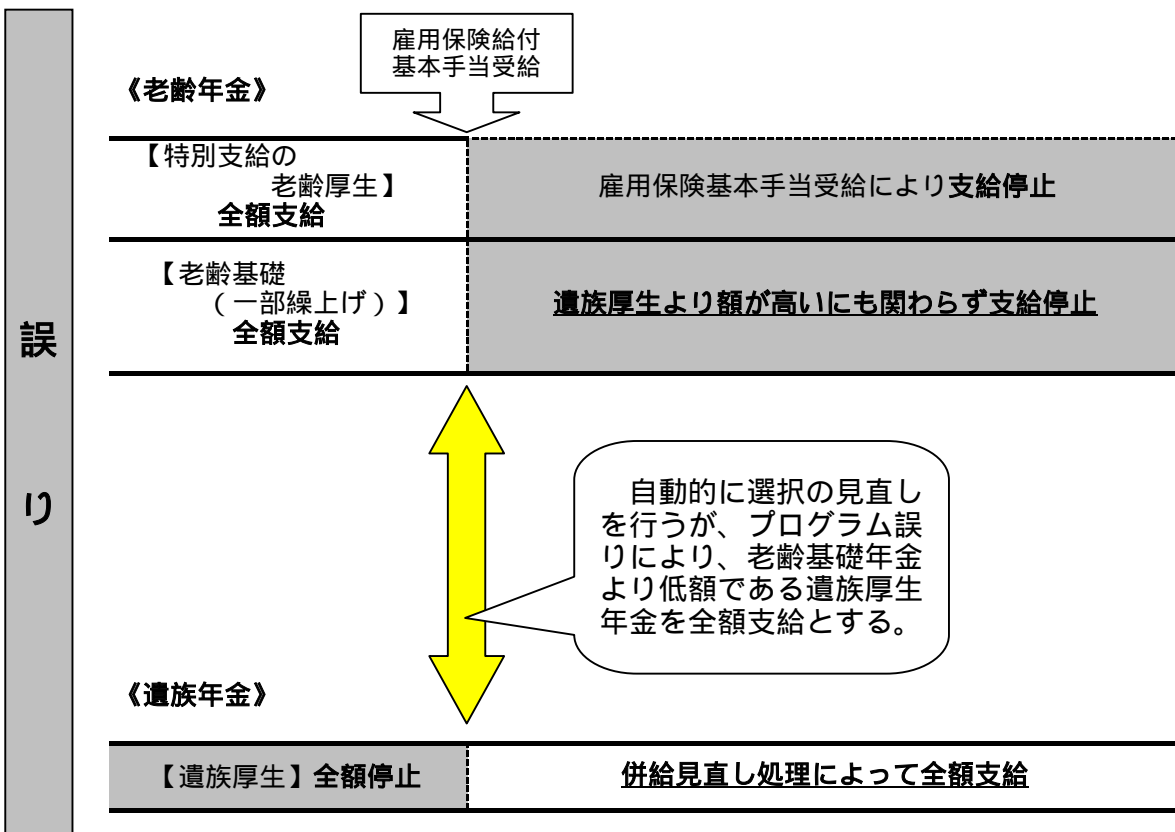 誤
り
雇用保険給付
基本手当受給
《老齢年金》
【特別支給の
老齢厚生】
全額支給
雇用保険基本手当受給により支給停止
【老齢基礎
(一部繰上げ)】
全額支給
遺族厚生より額が高いにも関わらず支給停止
自動的に選択の見直し
を行うが、プログラム誤
りにより、老齢基礎年金
より低額である遺族厚生
年金を全額支給とする。
《遺族年金》
【遺族厚生】全額停止
併給見直し処理によって全額支給